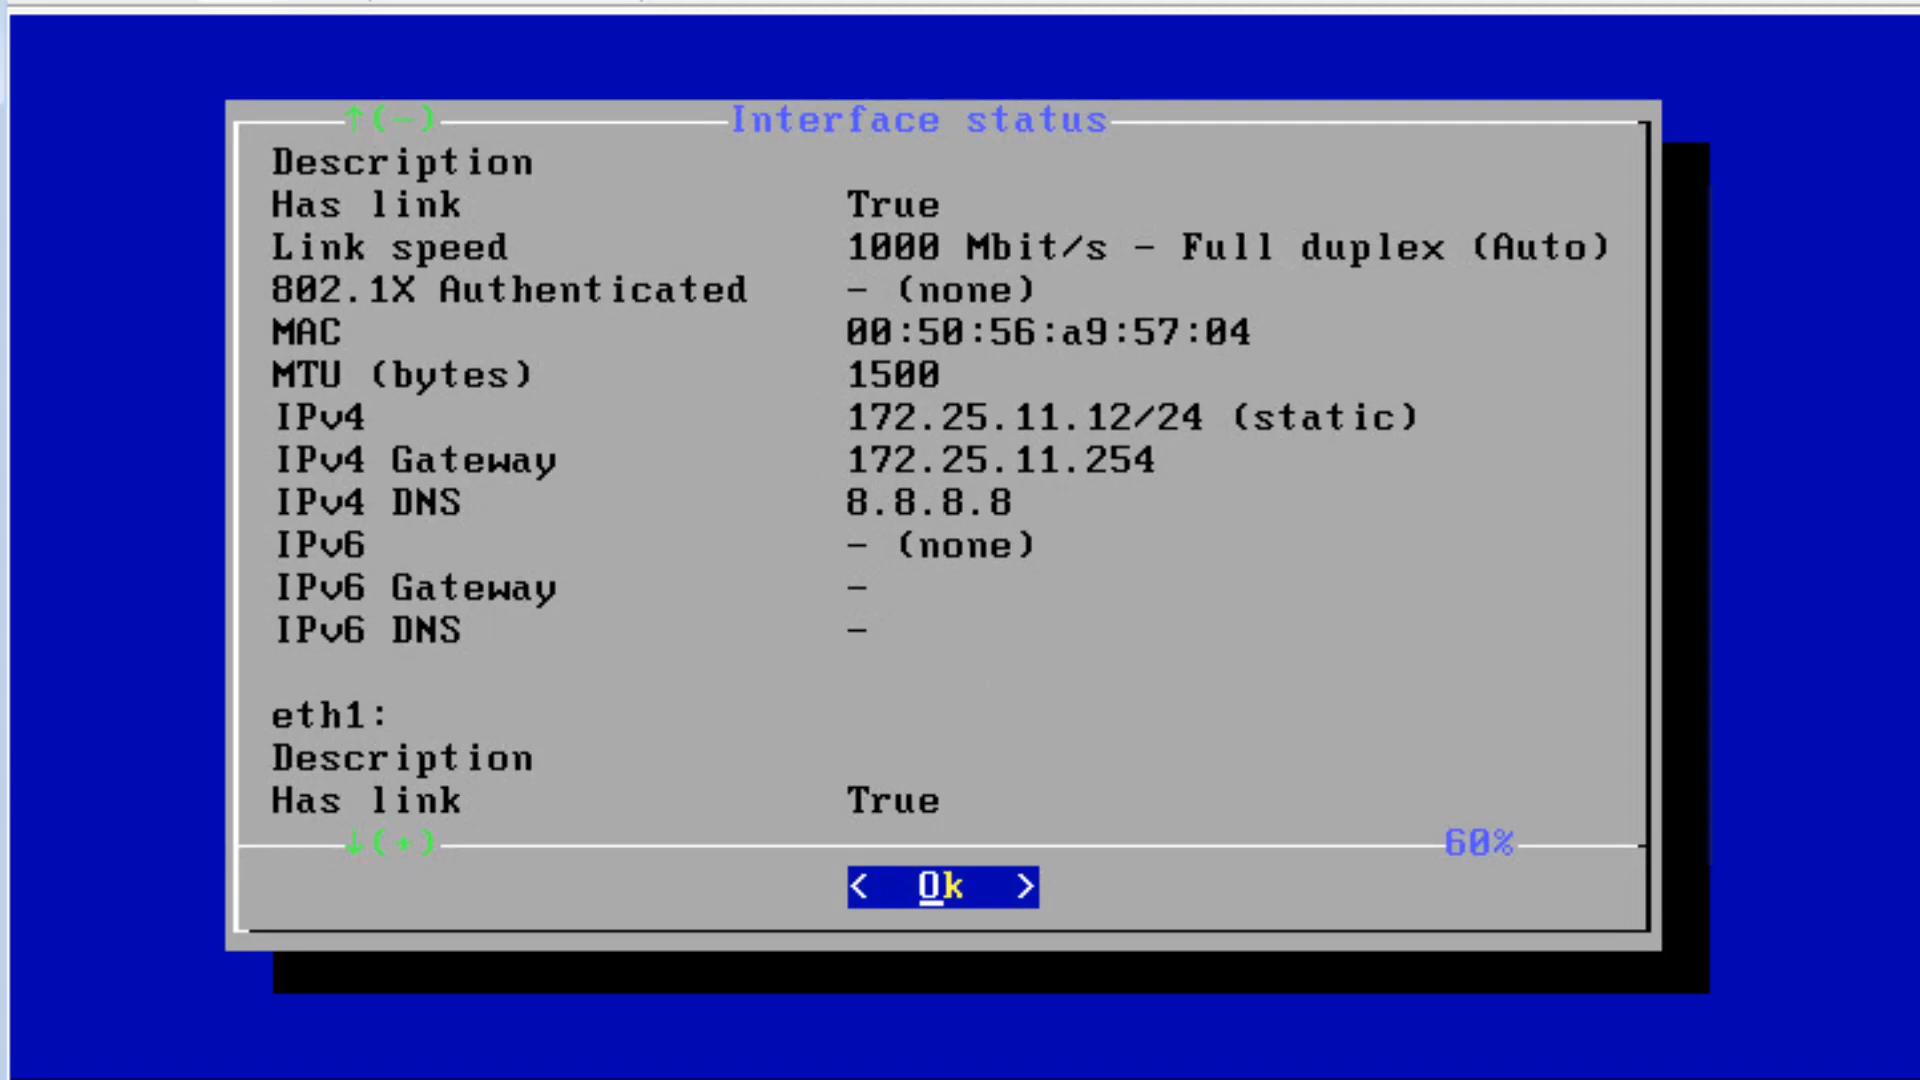 ↑(-) Interface status
Description
Has link True
Link speed 1000 Mbit/s - Full duplex (Auto)
802.1X Authenticated - (none)
MAC 00:50:56:a9:57:04
MTU (bytes) 1500
IPv4 172.25.11.12/24 (static)
IPv4 Gateway 172.25.11.254
IPv4 DNS 8.8.8.8
IPv6 - (none)
IPv6 Gateway -
IPv6 DNS -
eth1:
Description
Has link True
↓(+) 60%
< Ok >